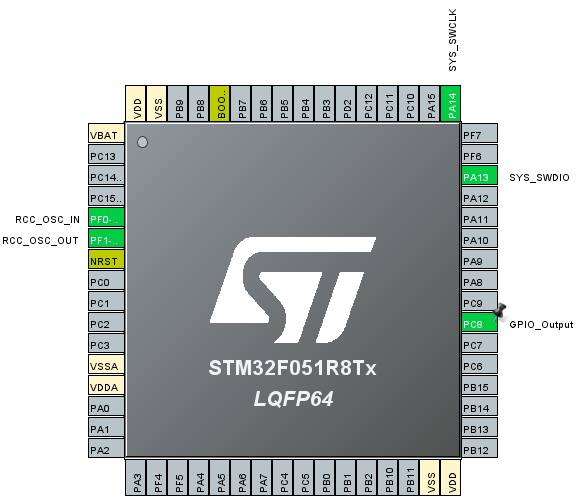 SYS_SWCLK
VDD
VSS
PB9
PB8
BOO..
PB7
PB6
PB5
PB4
PB3
PD2
PC12
PC11
PC10
PA15
PA14
VBAT
PC13
PC14..
PC15..
RCC_OSC_IN PF0-..
RCC_OSC_OUT PF1-..
NRST
PC0
PC1
PC2
PC3
VSSA
VDDA
PA0
PA1
PA2
STM32F051R8Tx
LQFP64
PF7
PF6
PA13 SYS_SWDIO
PA12
PA11
PA10
PA9
PA8
PC9
PC8 GPIO_Output
PC7
PC6
PB15
PB14
PB13
PB12
PA3
PF4
PF5
PA4
PA5
PA6
PA7
PC4
PC5
PB0
PB1
PB2
PB10
PB11
VSS
VDD